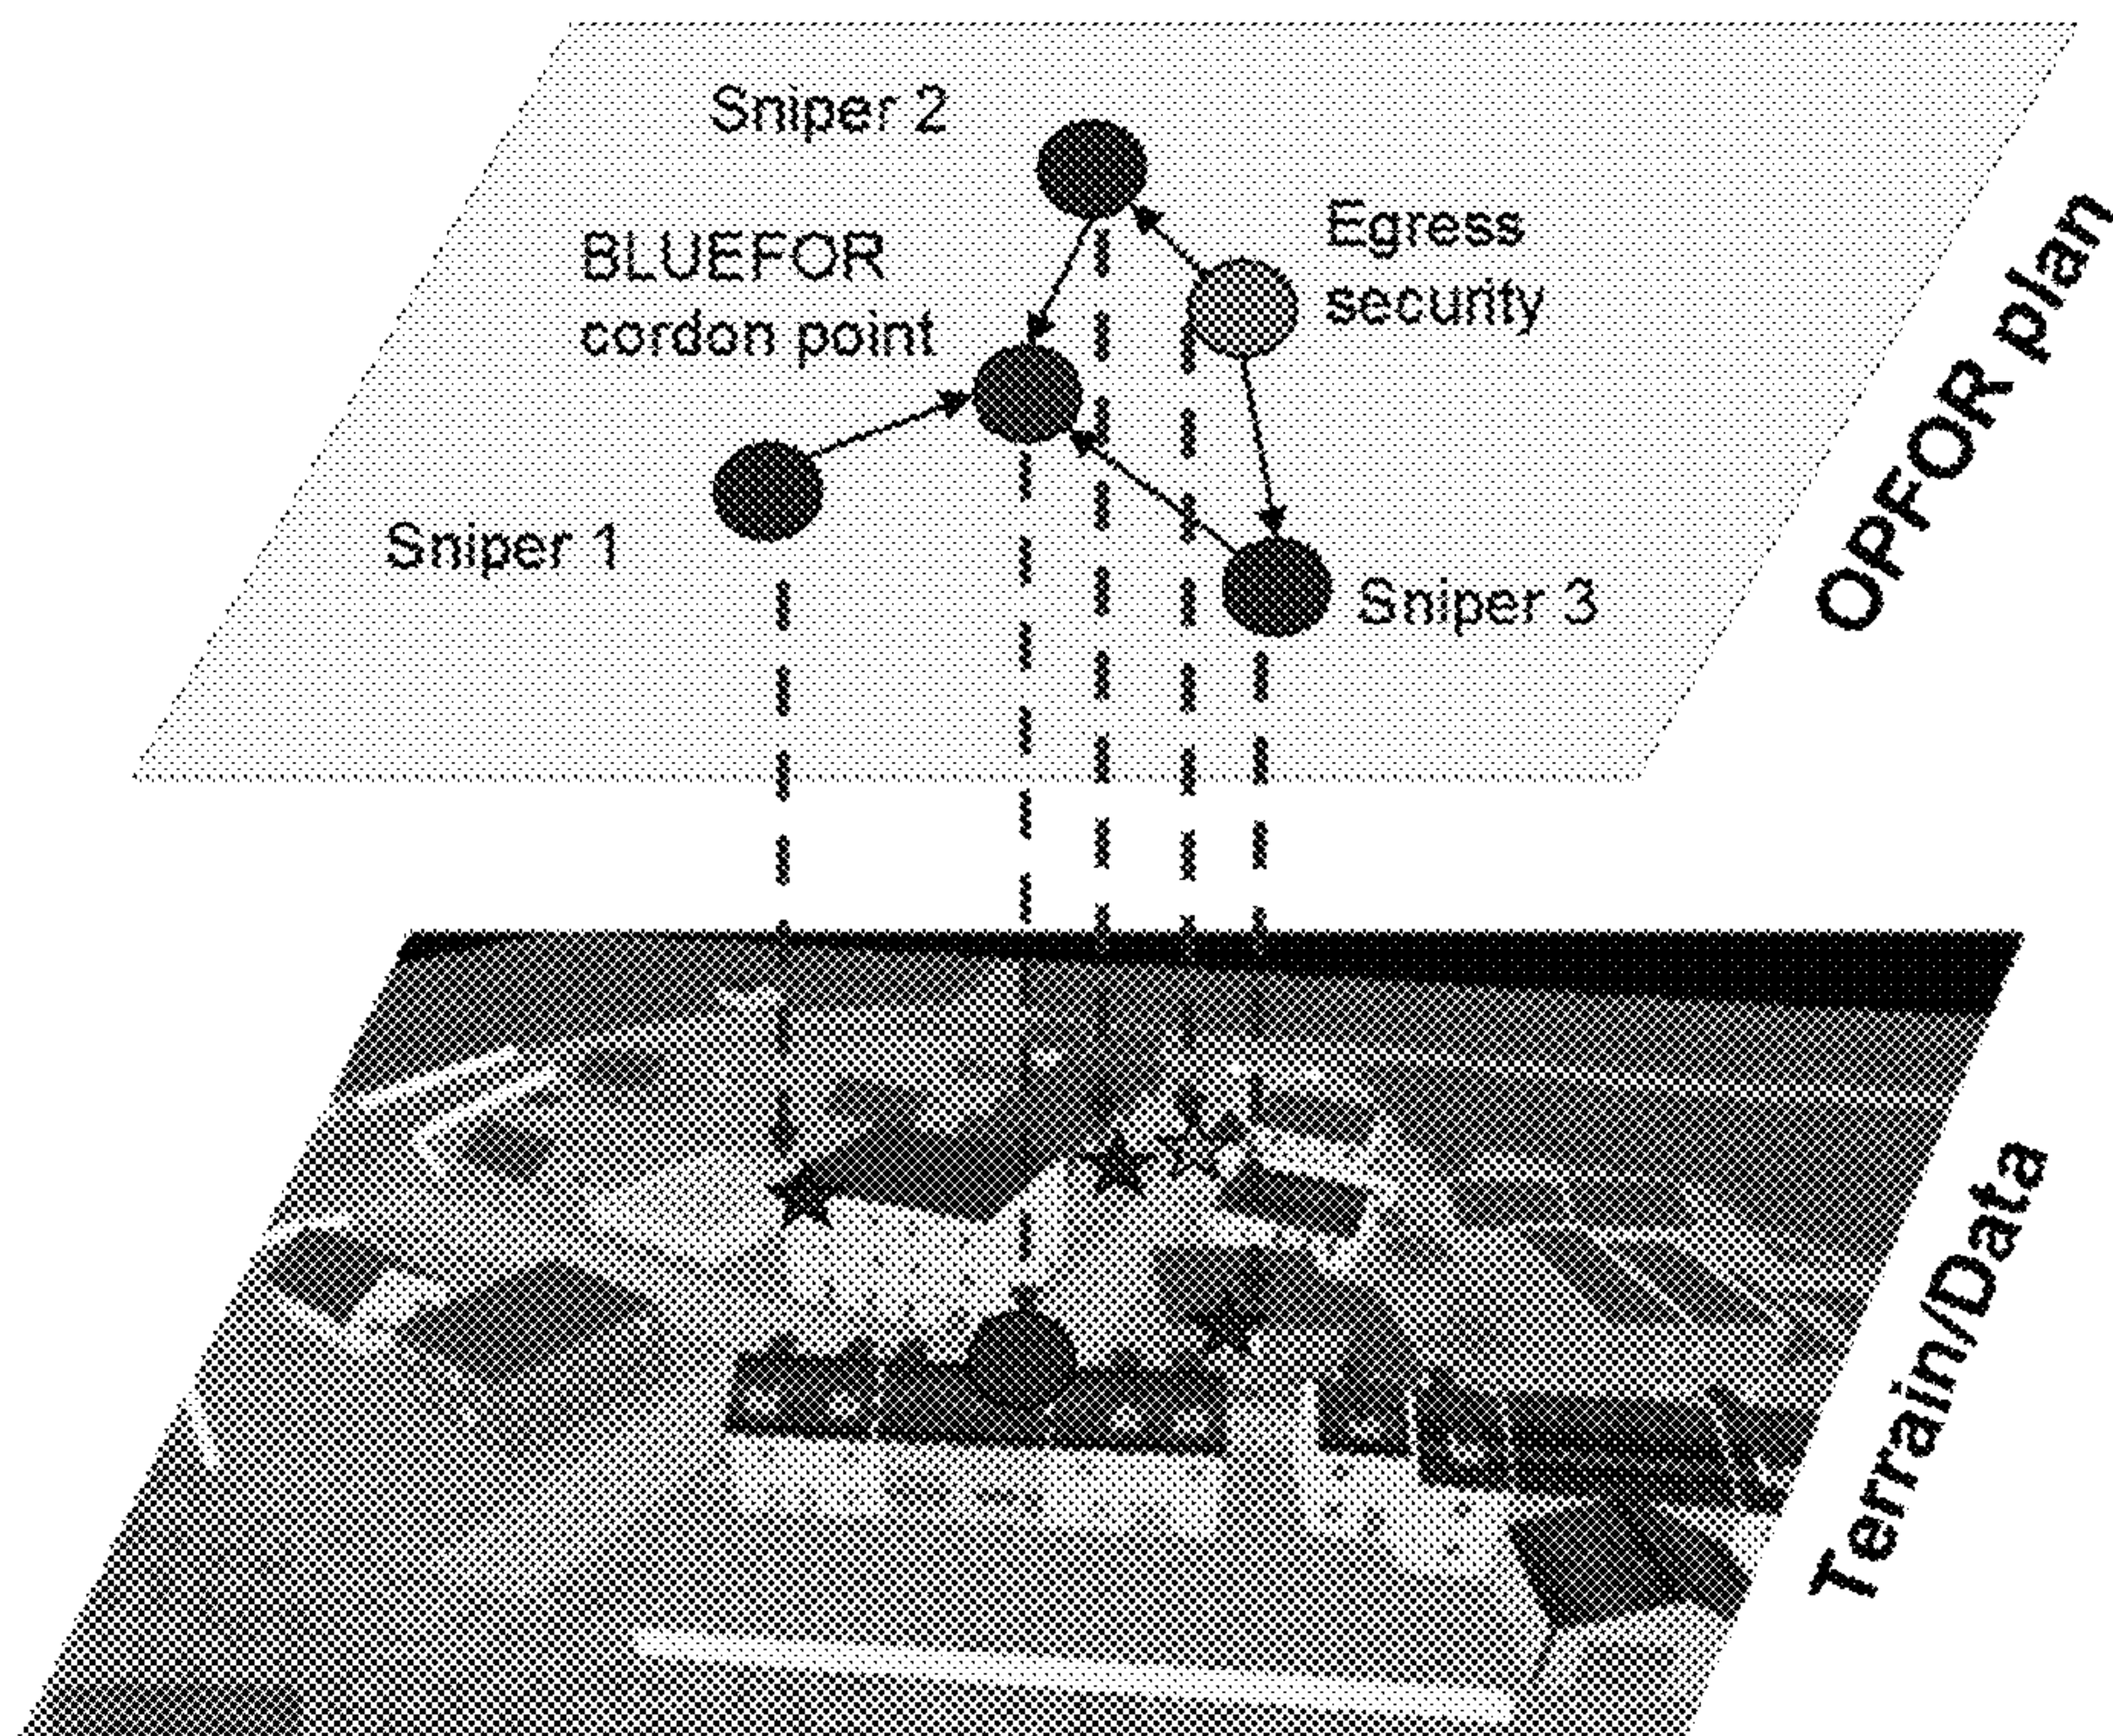 Sniper 2
BLUEFOR
cordon point
Egress
security
Sniper 1
Sniper 3
OPFOR plan
Terrain/Data